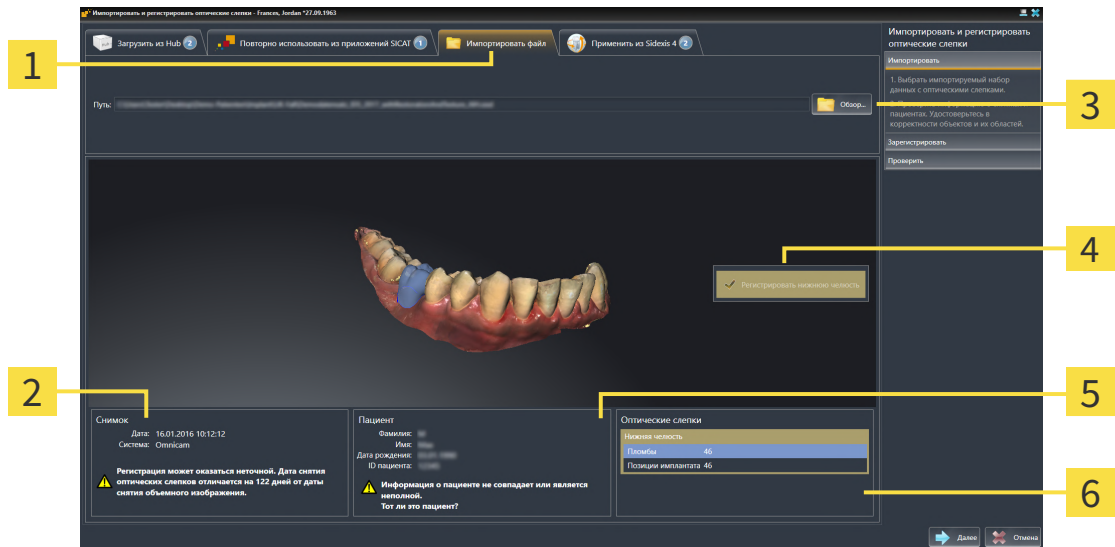 Импортировать и регистрировать оптические слепки - Frances, Jordan *27.09.1963
Загрузить из Hub 2
Повторно использовать из приложений SICAT 1
Импортировать файл
Применить из Sidexis 4 2
Путь:
Обзор...
Импортировать и регистрировать
оптические слепки
Импортировать
1. Выбрать импортируемый набор
данных с оптическими слепками.
пациентах. Удостоверьтесь в
корректности объектов и их областей.
Зарегистрировать
Проверить
1
3
4
Регистрировать нижнюю челюсть
2
5
6
Снимок
Дата: 16.01.2016 10:12:12
Система: Omnicam
Регистрация может оказаться неточной. Дата снятия
оптических слепков отличается на 122 дней от даты
снятия объемного изображения.
Пациент
Фамилия:
Имя:
Дата рождения:
ID пациента:
Информация о пациенте не совпадает или является
неполной.
Тот ли это пациент?
Оптические слепки
Нижняя челюсть
Пломбы 46
Позиции имплантата 46
Далее
Отмена